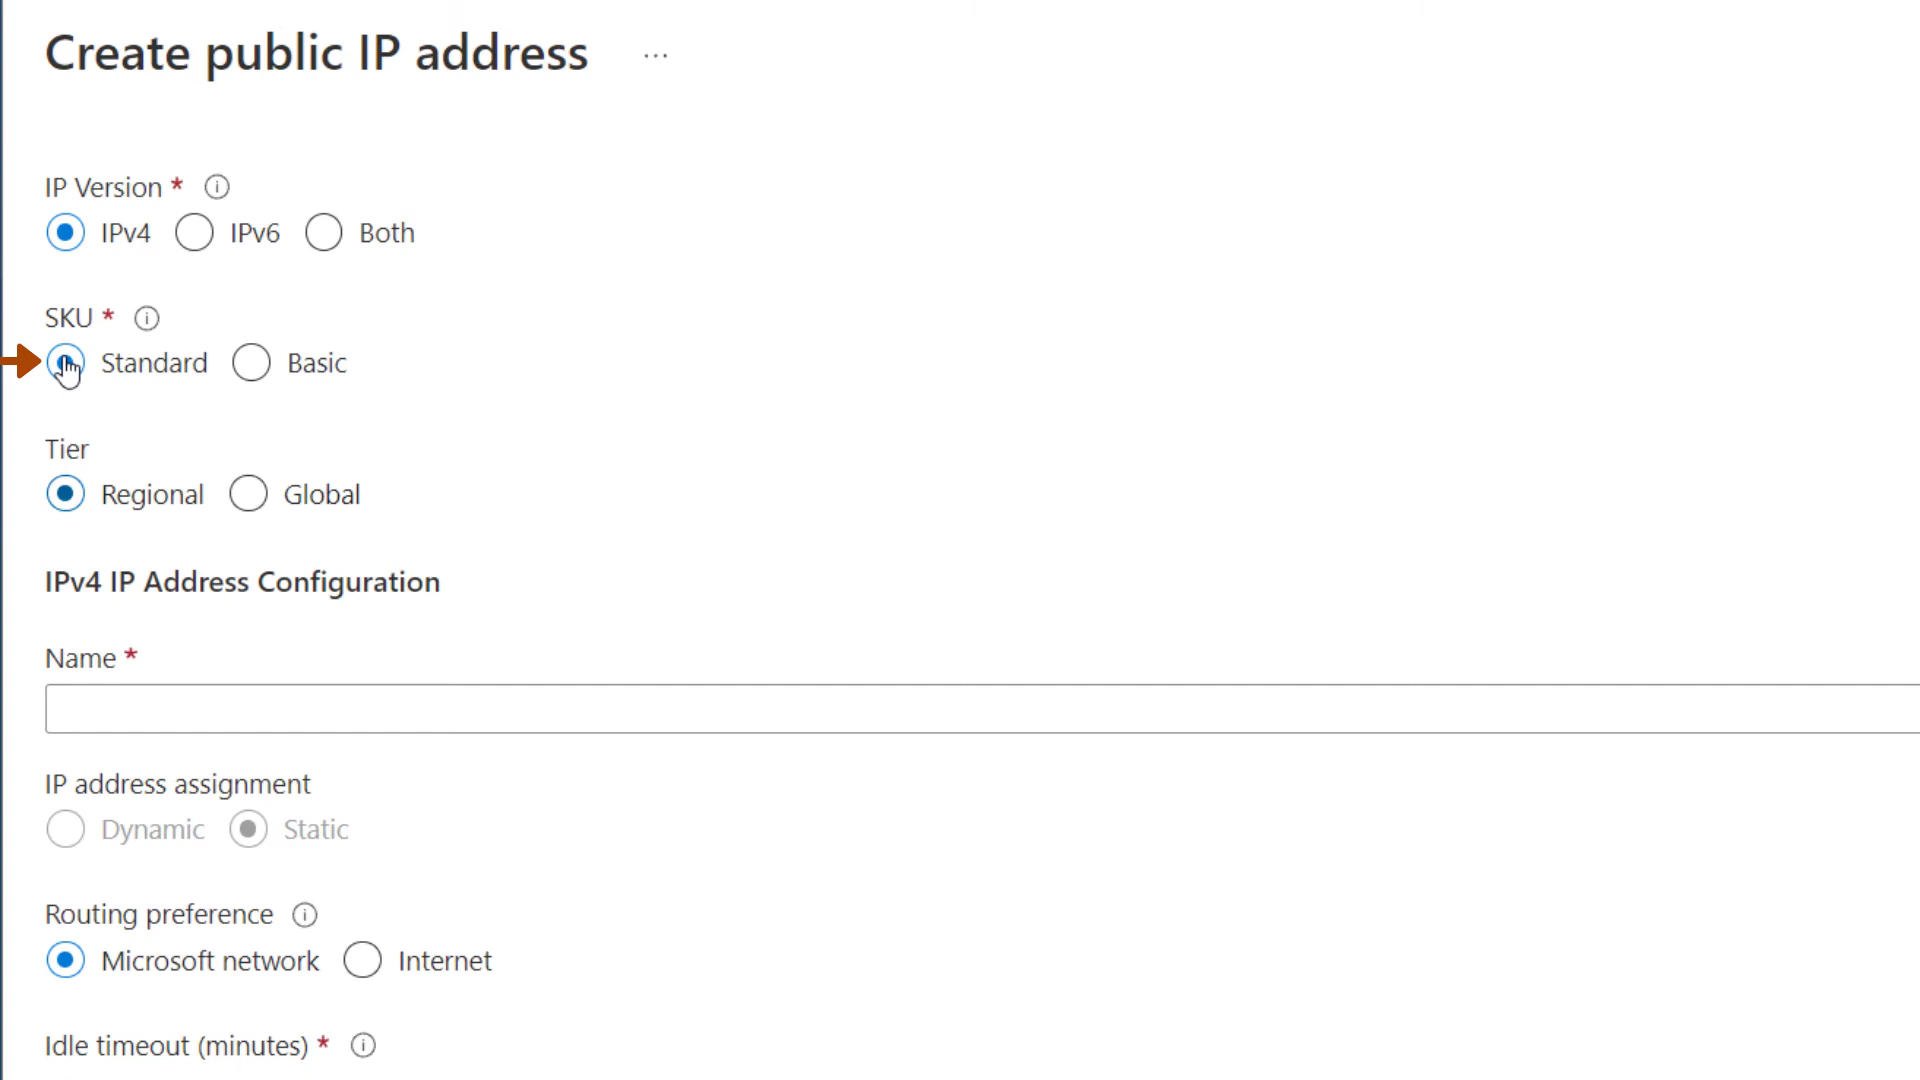 Create public IP address ...
IP Version *
IPv4 IPv6 Both
SKU *
Standard Basic
Tier
Regional Global
IPv4 IP Address Configuration
Name *
IP address assignment
Dynamic Static
Routing preference
Microsoft network Internet
Idle timeout (minutes) *